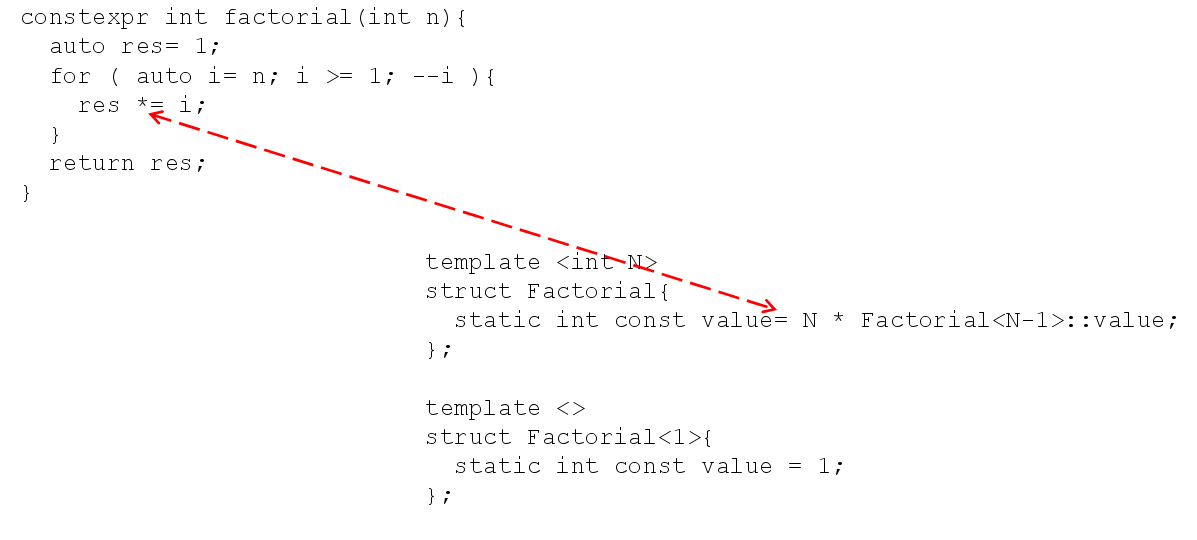 constexpr int factorial(int n){
  auto res= 1;
  for ( auto i= n; i >= 1; --i ){
    res *= i;
  }
  return res;
}
template <int N>
struct Factorial{
  static int const value= N * Factorial<N-1>::value;
};
template <>
struct Factorial<1>{
  static int const value = 1;
};